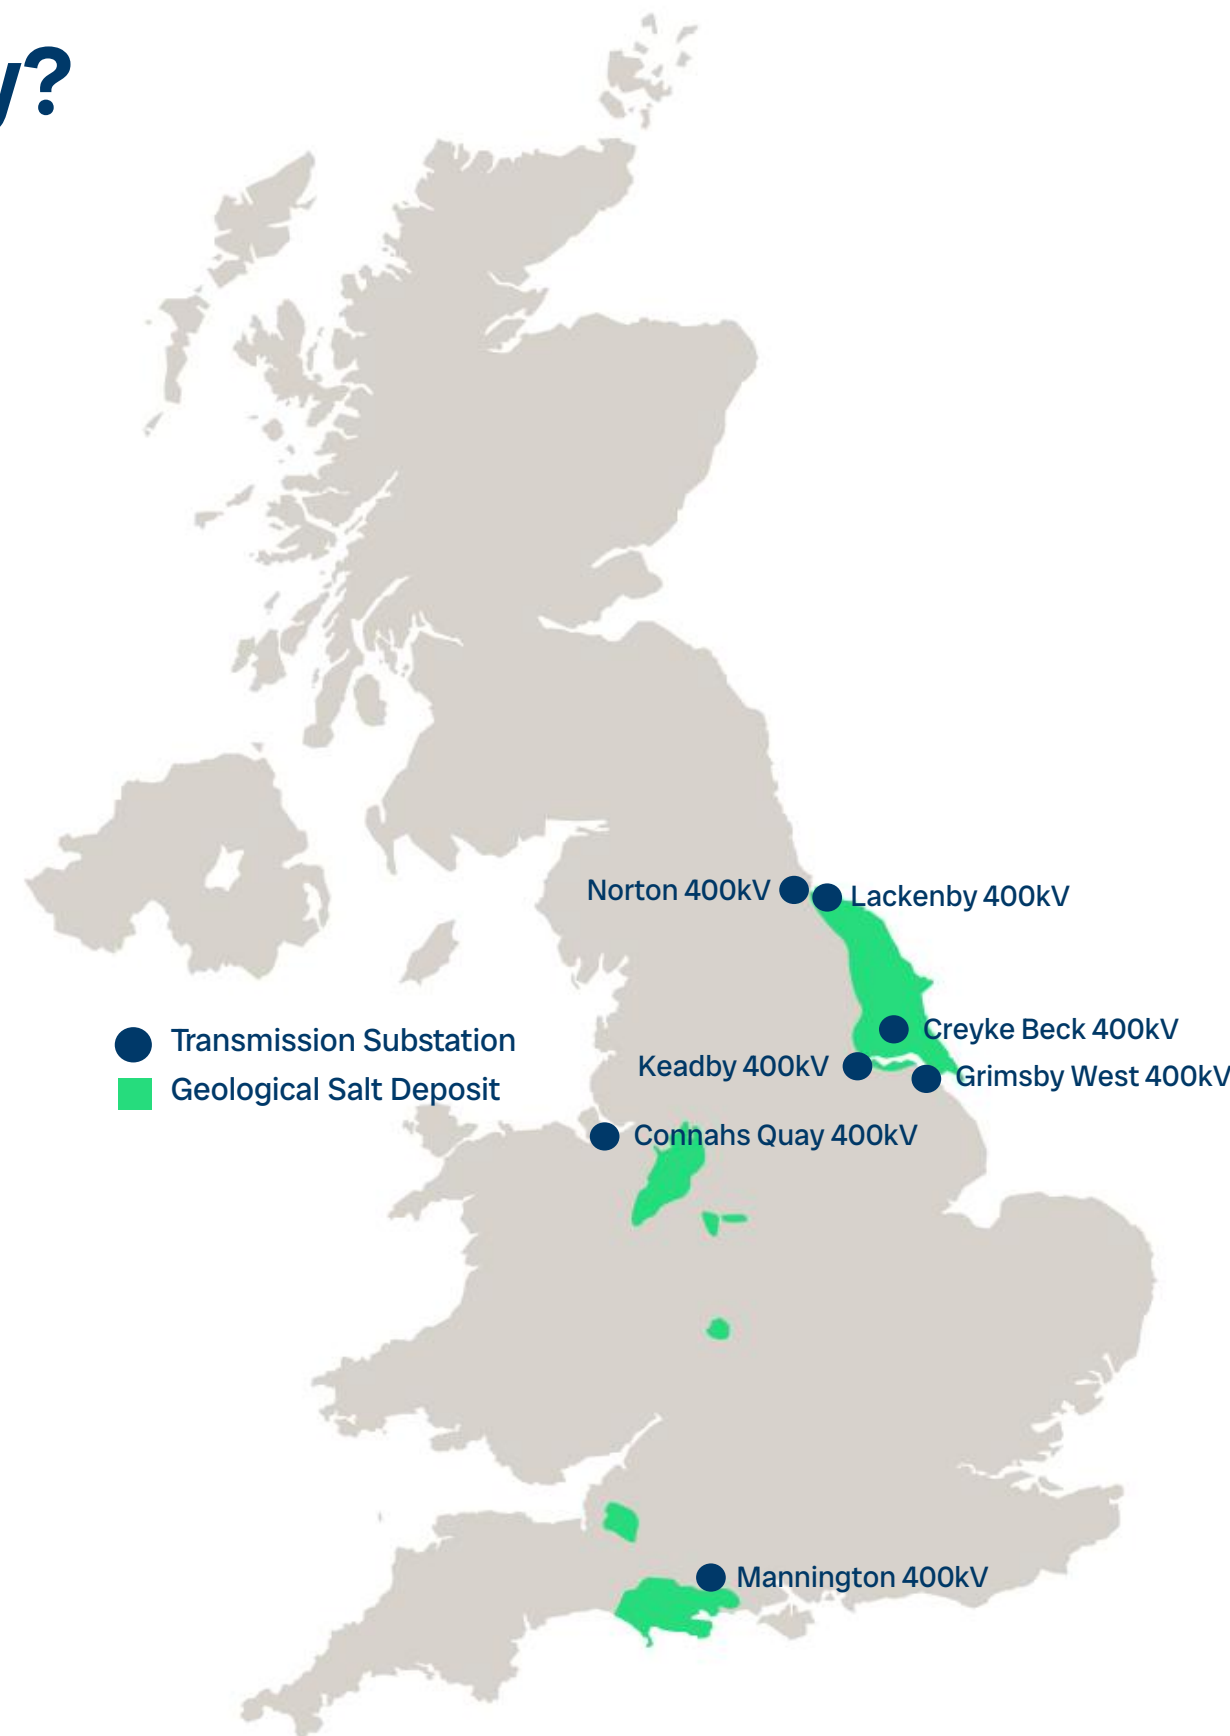 y?
Norton 400kV
Lackenby 400kV
Transmission Substation
Geological Salt Deposit
Creyke Beck 400kV
Keadby 400kV
Grimsby West 400kV
Connahs Quay 400kV
Mannington 400kV